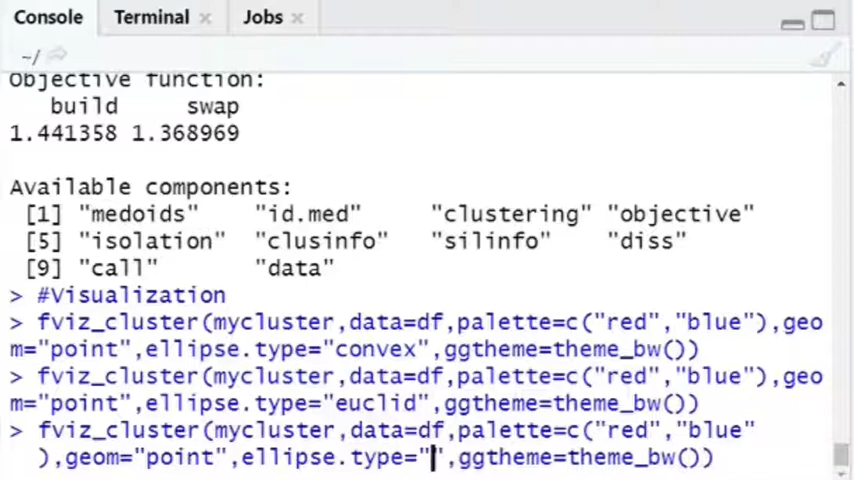 Console Terminal Jobs
~/
Objective function:
build swap
1.441358 1.368969
Available components:
[1] "medoids" "id.med" "clustering" "objective"
[5] "isolation" "clusinfo" "silinfo" "diss"
[9] "call" "data"
> #Visualization
> fviz_cluster(mycluster,data=df,palette=c("red","blue"),geo
m="point",ellipse.type="convex",ggtheme=theme_bw())
> fviz_cluster(mycluster,data=df,palette=c("red","blue"),geo
m="point",ellipse.type="euclid",ggtheme=theme_bw())
> fviz_cluster(mycluster,data=df,palette=c("red","blue"
),geom="point",ellipse.type="",ggtheme=theme_bw())